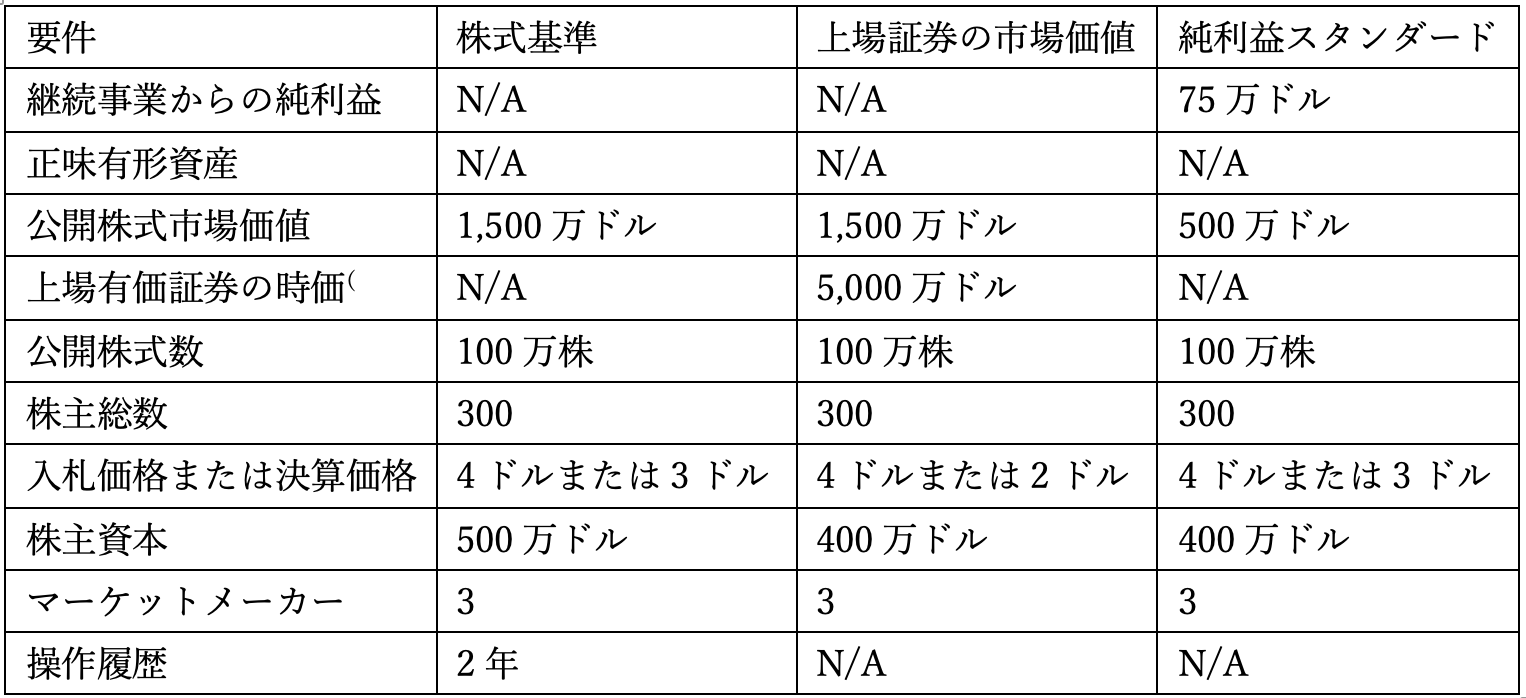 要件 株式基準 上場証券の市場価値 純利益スタンダード
継続事業からの純利益 N/A N/A 75 万ドル
正味有形資産 N/A N/A N/A
公開株式市場価値 1,500 万ドル 1,500 万ドル 500 万ドル
上場有価証券の時価( N/A 5,000 万ドル N/A
公開株式数 100 万株 100 万株 100 万株
株主総数 300 300 300
入札価格または決算価格 4 ドルまたは 3 ドル 4 ドルまたは 2 ドル 4 ドルまたは 3 ドル
株主資本 500 万ドル 400 万ドル 400 万ドル
マーケットメーカー 3 3 3
操作履歴 2 年 N/A N/A